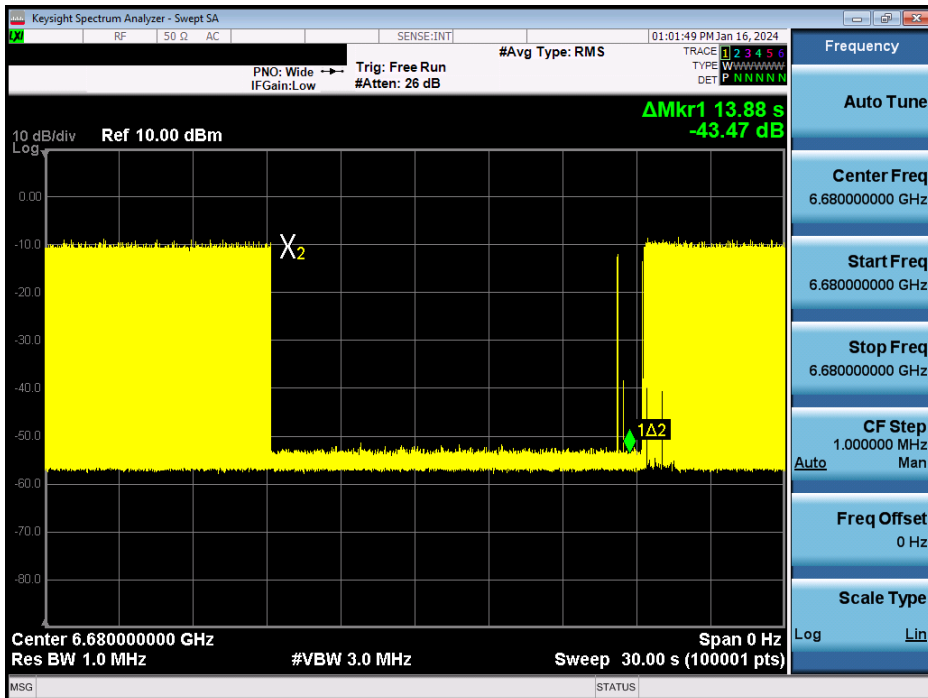 Keysight Spectrum Analyzer - Swept SA
LXI
RF
50 Ω
AC
SENSE:INT
01:01:49 PM Jan 16, 2024
PNO: Wide
IFGain:Low
Trig: Free Run
#Atten: 26 dB
#Avg Type: RMS
TRACE 1 2 3 4 5 6
TYPE WWWWWW
DET P N N N N N
ΔMkr1 13.88 s
-43.47 dB
10 dB/div
Ref 10.00 dBm
Log
0.00
-10.0
X2
-20.0
-30.0
-40.0
-50.0
1Δ2
-60.0
-70.0
-80.0
Center 6.680000000 GHz
Span 0 Hz
Res BW 1.0 MHz
#VBW 3.0 MHz
Sweep 30.00 s (100001 pts)
MSG
STATUS
Frequency
Auto Tune
Center Freq
6.680000000 GHz
Start Freq
6.680000000 GHz
Stop Freq
6.680000000 GHz
CF Step
1.000000 MHz
Auto Man
Freq Offset
0 Hz
Scale Type
Log Lin